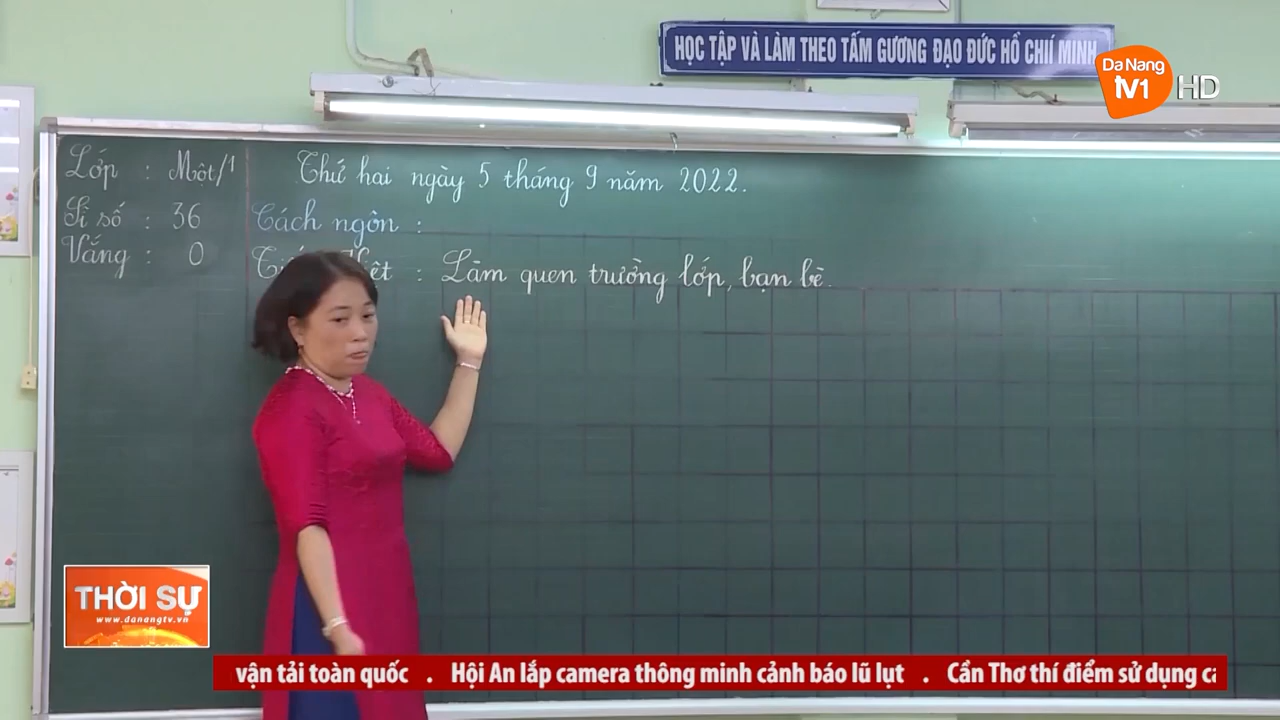 HỌC TẬP VÀ LÀM THEO TẤM GƯƠNG ĐẠO ĐỨC HỒ CHÍ MINH
Da Nang
TV1 HD
Lớp : Một/1
Thứ hai ngày 5 tháng 9 năm 2022.
Sĩ số : 36
Cách ngôn :
Vắng : 0
: Làm quen trường lớp, bạn bè.
THỜI SỰ
www.danangtv.vn
vận tải toàn quốc . Hội An lắp camera thông minh cảnh báo lũ lụt . Cần Thơ thí điểm sử dụng